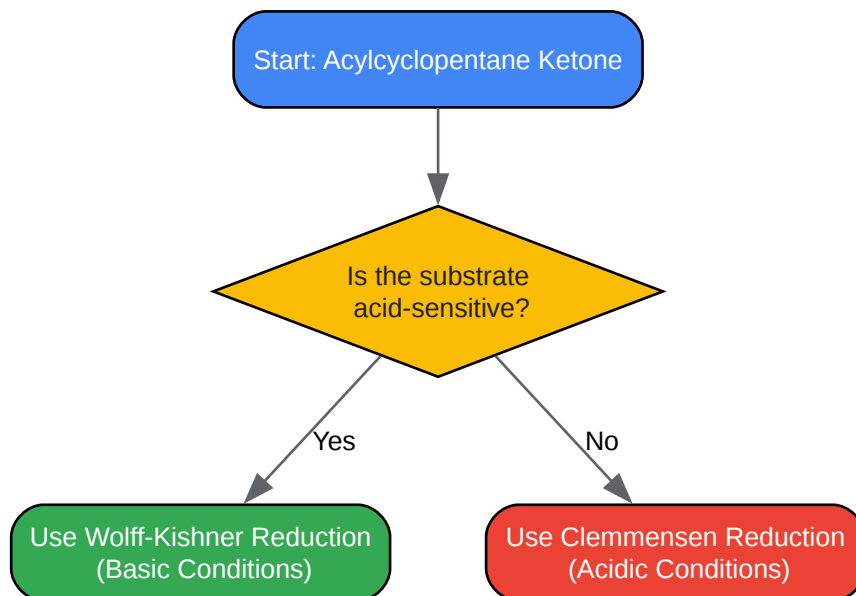 Start: Acylcyclopentane Ketone
Is the substrate
acid-sensitive?
Yes
No
Use Wolff-Kishner Reduction
(Basic Conditions)
Use Clemmensen Reduction
(Acidic Conditions)